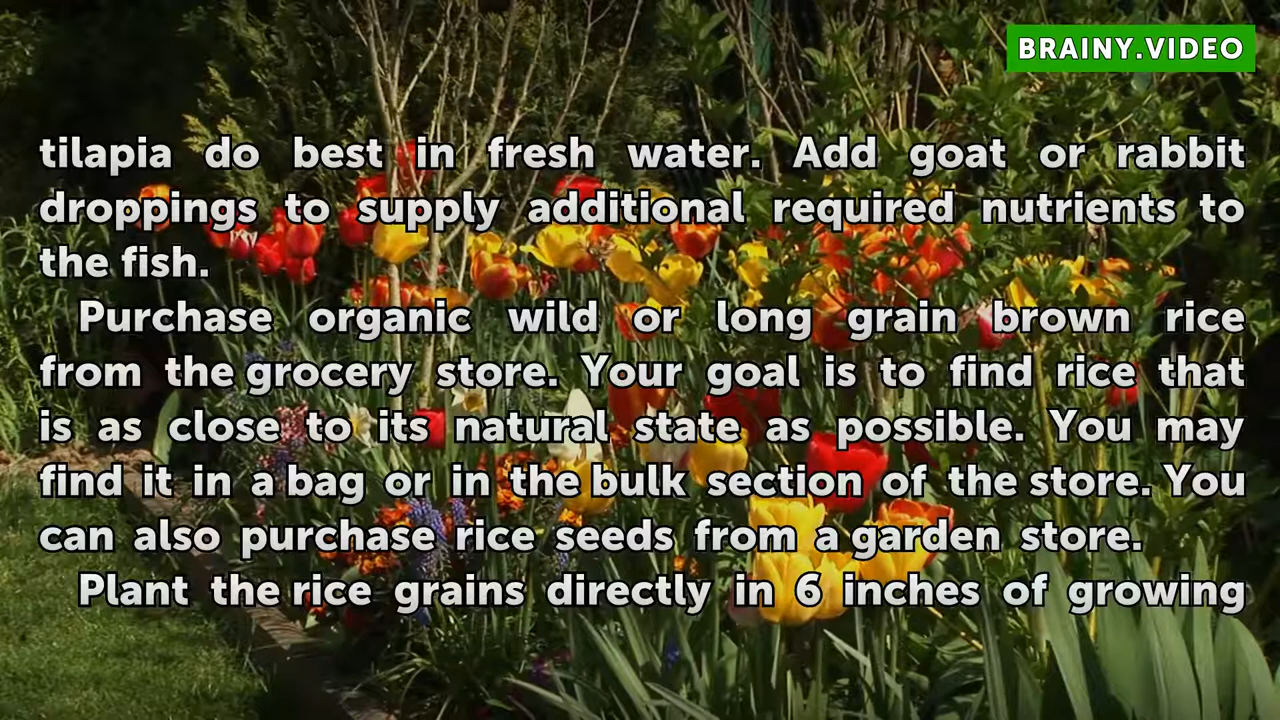 BRAINY.VIDEO
tilapia do best in fresh water. Add goat or rabbit
droppings to supply additional required nutrients to
the fish.
Purchase organic wild or long grain brown rice
from the grocery store. Your goal is to find rice that
is as close to its natural state as possible. You may
find it in a bag or in the bulk section of the store. You
can also purchase rice seeds from a garden store.
Plant the rice grains directly in 6 inches of growing